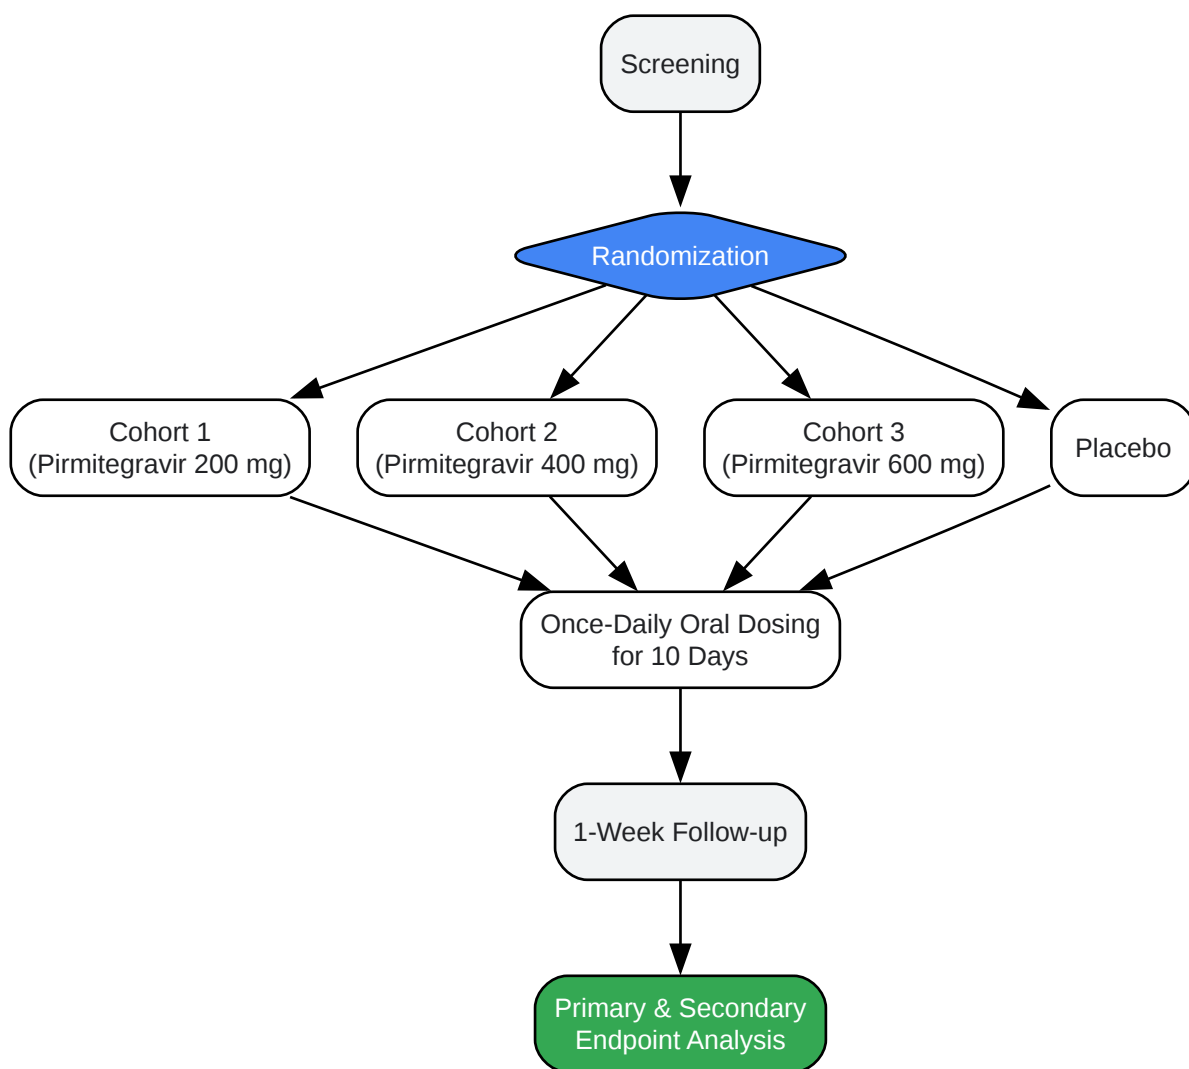 Screening
Randomization
Cohort 1
(Pirmitegravir 200 mg)
Cohort 2
(Pirmitegravir 400 mg)
Cohort 3
(Pirmitegravir 600 mg)
Placebo
Once-Daily Oral Dosing
for 10 Days
1-Week Follow-up
Primary & Secondary
Endpoint Analysis